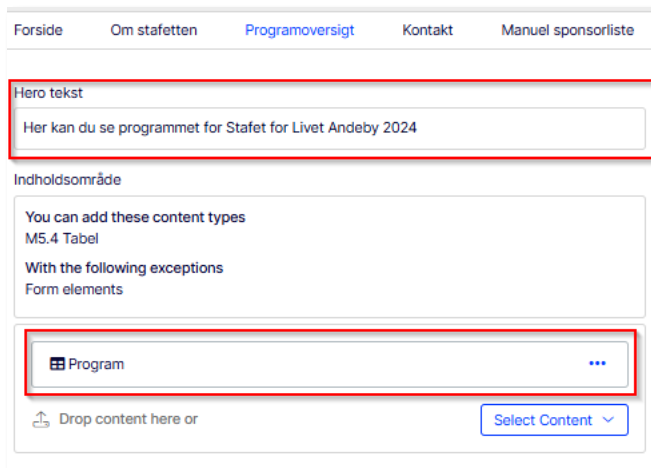 Forside Om stafetten Programoversigt Kontakt Manuel sponsorliste
Hero tekst
Her kan du se programmet for Stafet for Livet Andeby 2024
Indholdsområde
You can add these content types
M5.4 Tabel
With the following exceptions
Form elements
Program
Drop content here or Select Content